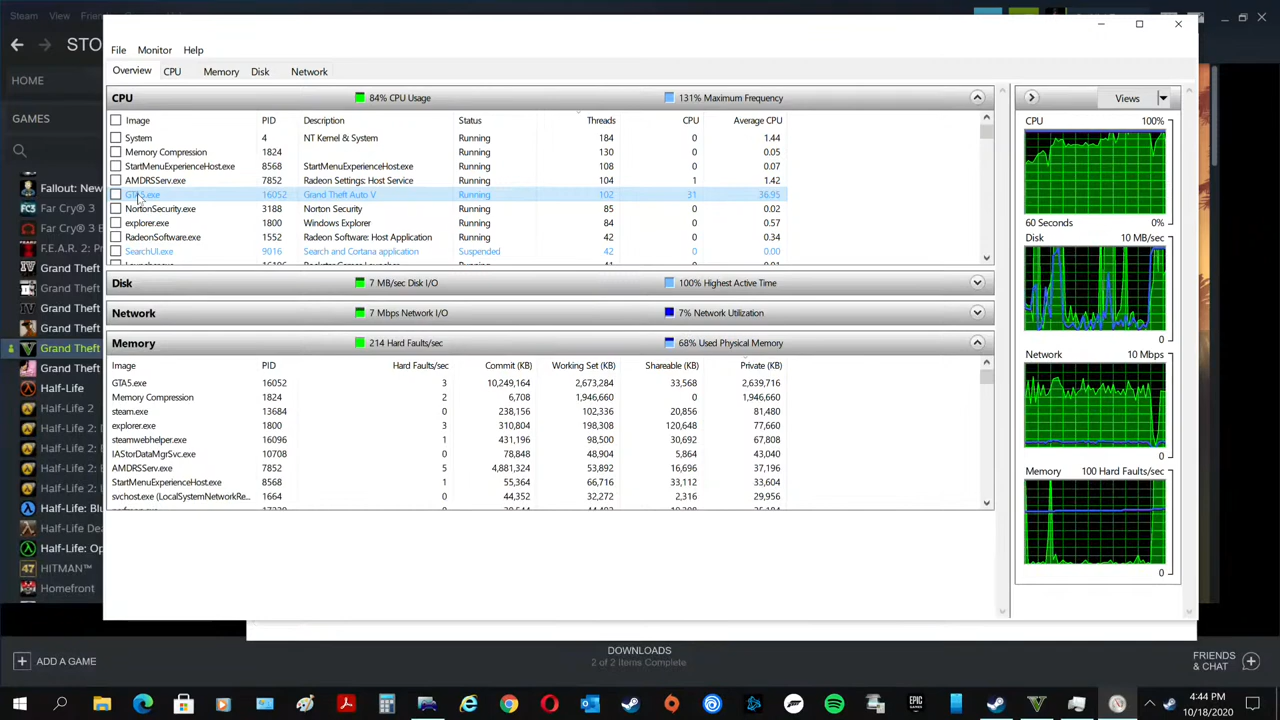 Steam View Friends
File Monitor Help
STO
Overview CPU Memory Disk Network
HOME
GAMES
Fallout: New
Far Cry® 3
Far Cry® 3 B
F.E.A.R. 2: Pr
Grand Theft
Grand Theft
Grand Theft
Grand Theft
Grand Theft
Grand Theft
Half-Life
Half-Life 2
Half-Life 2:
Half-Life 2:
Half-Life 2:
Half-Life: Blu
Half-Life Dea
Half-Life: Op
HITMAN™
Homefront
CPU 84% CPU Usage 131% Maximum Frequency
Image PID Description Status Threads CPU Average CPU
System 4 NT Kernel & System Running 184 0 1.44
Memory Compression 1824 Running 130 0 0.05
StartMenuExperienceHost.exe 8568 StartMenuExperienceHost.exe Running 108 0 0.07
AMDRSServ.exe 7852 Radeon Settings: Host Service Running 104 1 1.42
GTA5.exe 16052 Grand Theft Auto V Running 102 31 36.95
NortonSecurity.exe 3188 Norton Security Running 85 0 0.02
explorer.exe 1800 Windows Explorer Running 84 0 0.57
RadeonSoftware.exe 1552 Radeon Software: Host Application Running 42 0 0.34
SearchUI.exe 9016 Search and Cortana application Suspended 42 0 0.00
Disk 7 MB/sec Disk I/O 100% Highest Active Time
Network 7 Mbps Network I/O 7% Network Utilization
Memory 214 Hard Faults/sec 68% Used Physical Memory
Image PID Hard Faults/sec Commit (KB) Working Set (KB) Shareable (KB) Private (KB)
GTA5.exe 16052 3 10,249,164 2,673,284 33,568 2,639,716
Memory Compression 1824 2 6,708 1,946,660 0 1,946,660
steam.exe 13684 0 238,156 102,336 20,856 81,480
explorer.exe 1800 3 310,804 198,308 120,648 77,660
steamwebhelper.exe 16096 1 431,196 98,500 30,692 67,808
IAStorDataMgrSvc.exe 10708 0 78,848 48,904 5,864 43,040
AMDRSServ.exe 7852 5 4,881,324 53,892 16,696 37,196
StartMenuExperienceHost.exe 8568 1 55,364 66,716 33,112 33,604
svchost.exe (LocalSystemNetworkRe... 1664 0 44,352 32,272 2,316 29,956
Views
CPU 100%
60 Seconds 0%
Disk 10 MB/sec
0
Network 10 Mbps
0
Memory 100 Hard Faults/sec
0
ADD A GAME
DOWNLOADS
2 of 2 Items Complete
FRIENDS
& CHAT
EPIC
GAMES
4:44 PM
10/18/2020